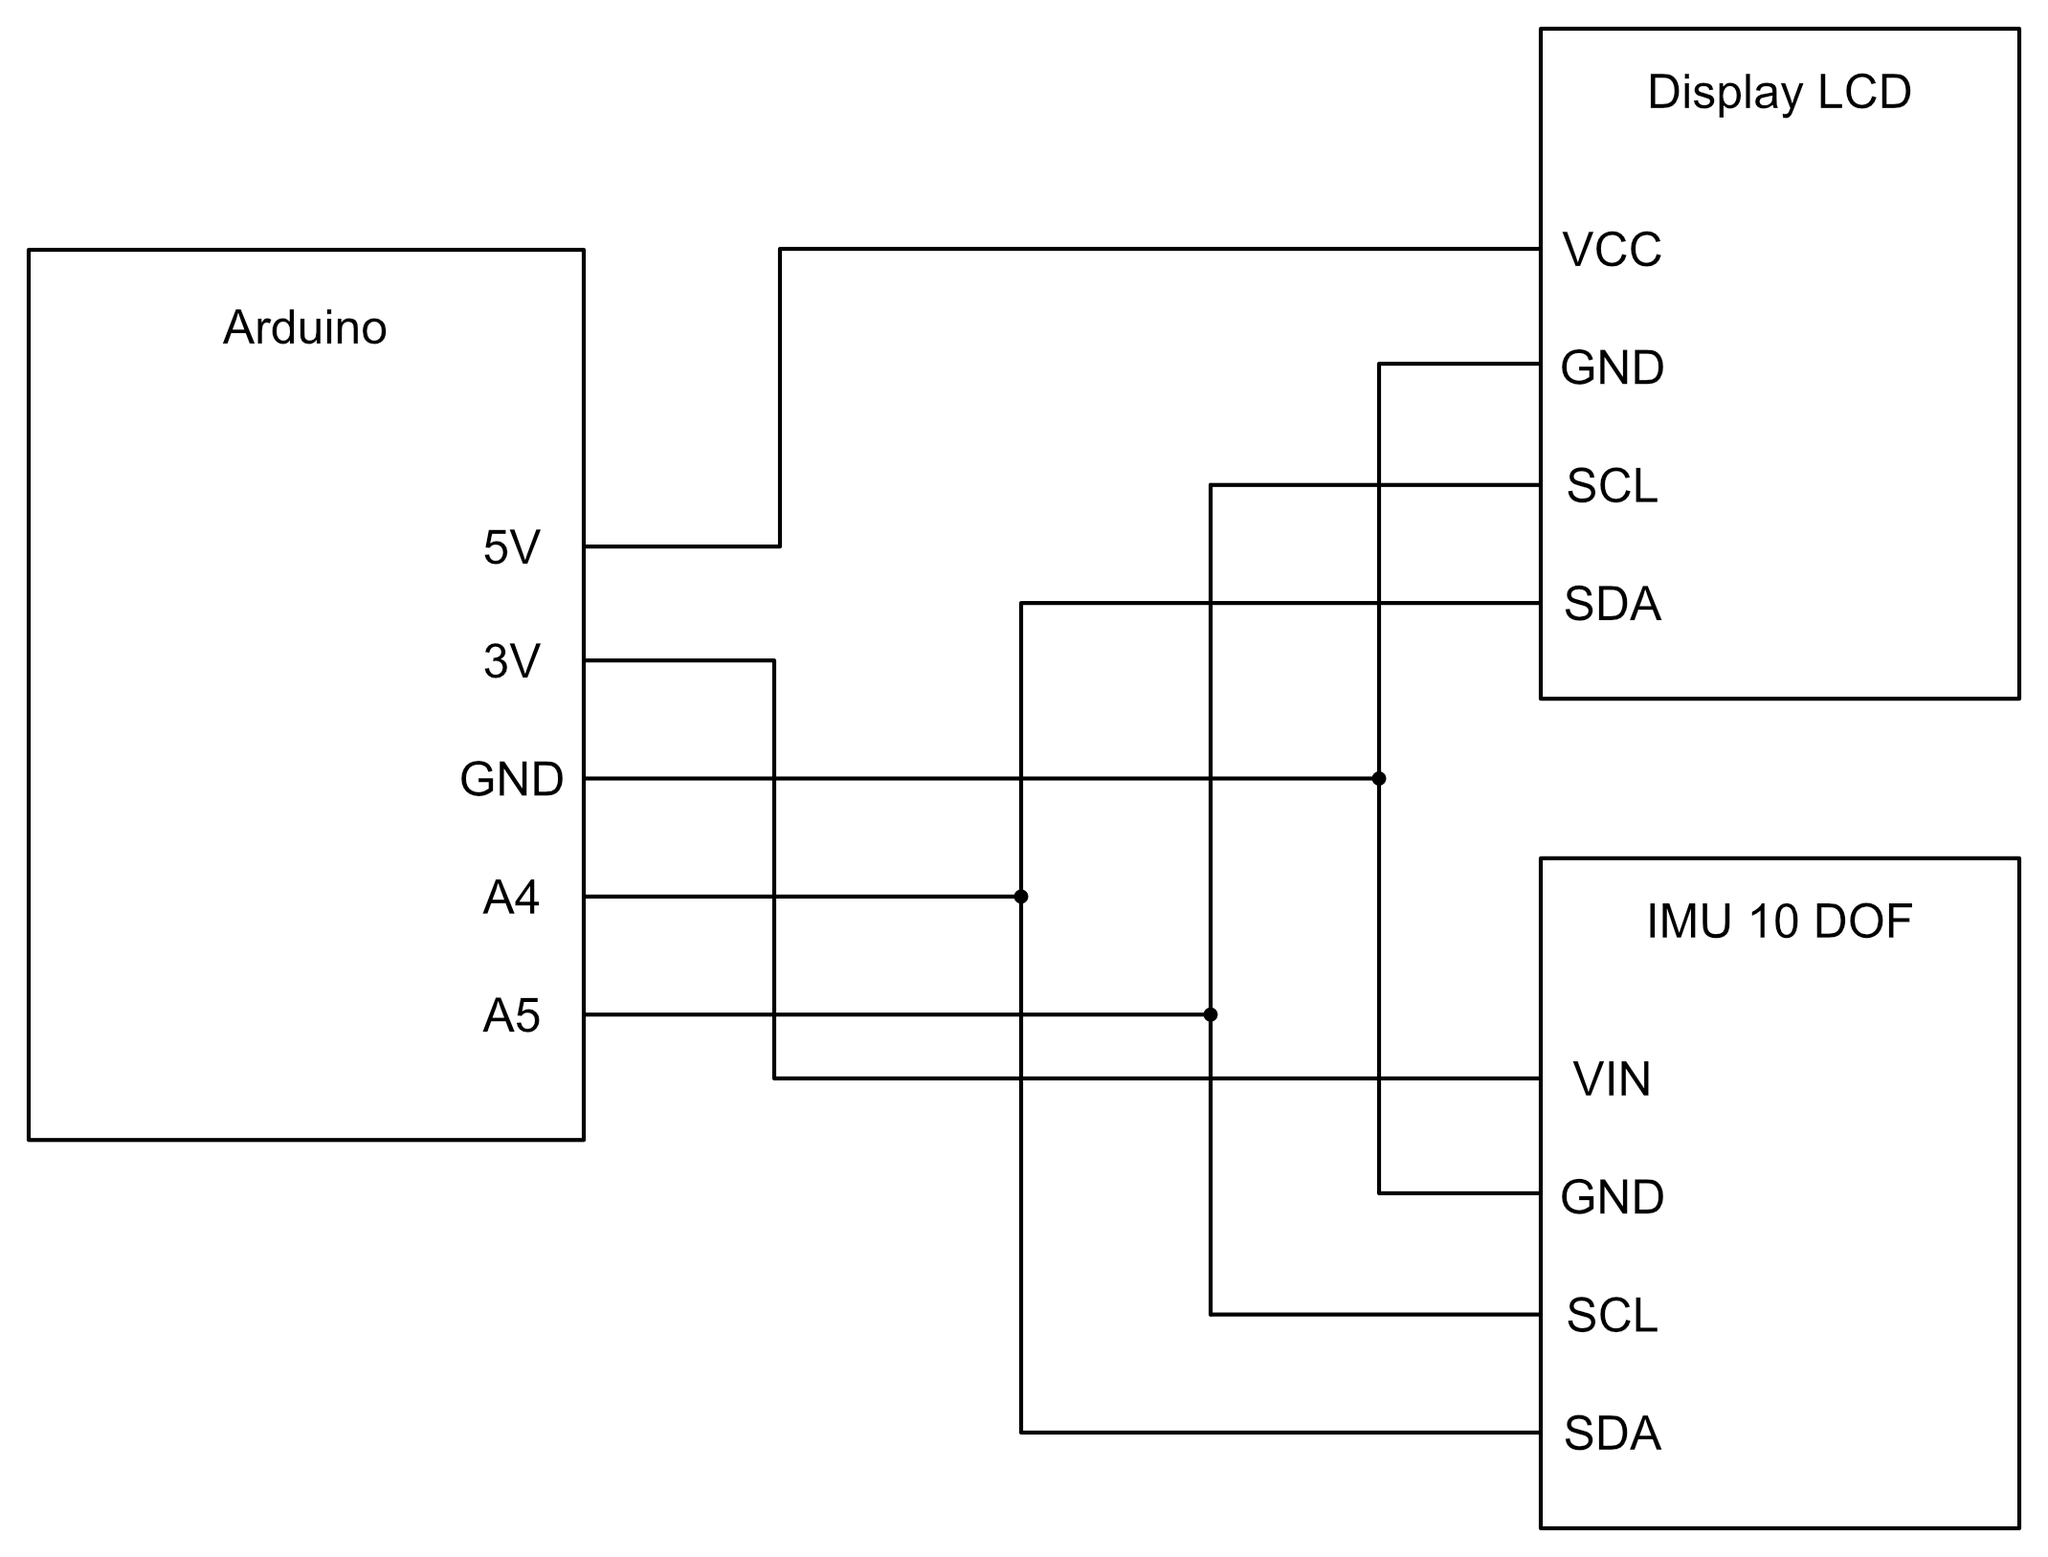 Arduino
5V
3V
GND
A4
A5
Display LCD
VCC
GND
SCL
SDA
IMU 10 DOF
VIN
GND
SCL
SDA